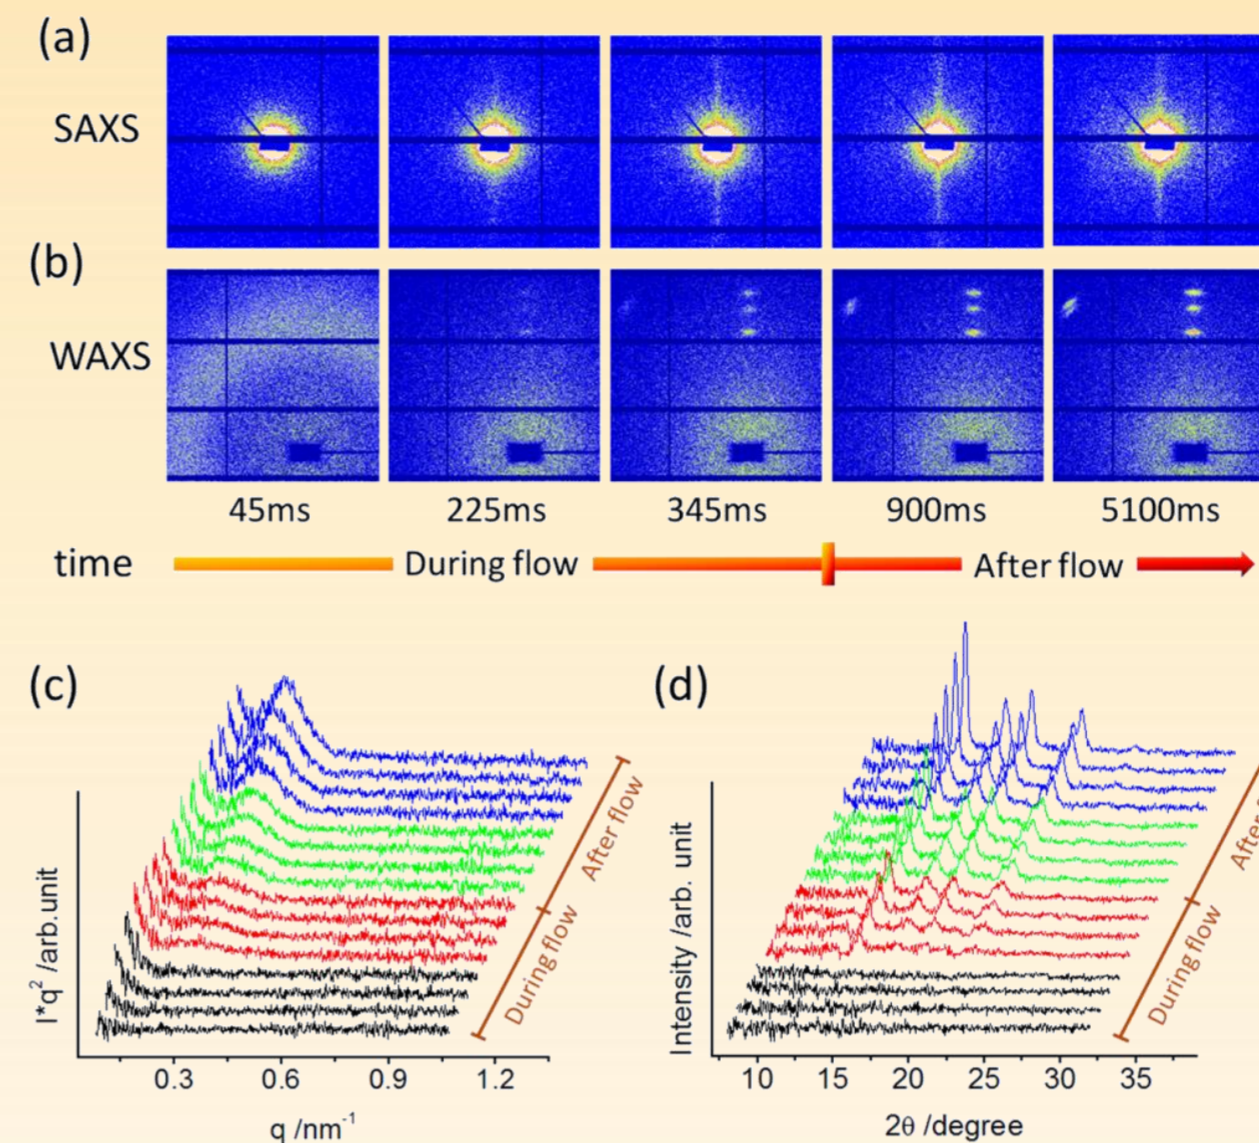 (a)
SAXS
(b)
WAXS
45ms 225ms 345ms 900ms 5100ms
time During flow After flow
(c)
I*q² /arb.unit
During flow
After flow
0.3 0.6 0.9 1.2
q /nm⁻¹
(d)
Intensity /arb. unit
During flow
After
10 15 20 25 30 35
2θ /degree